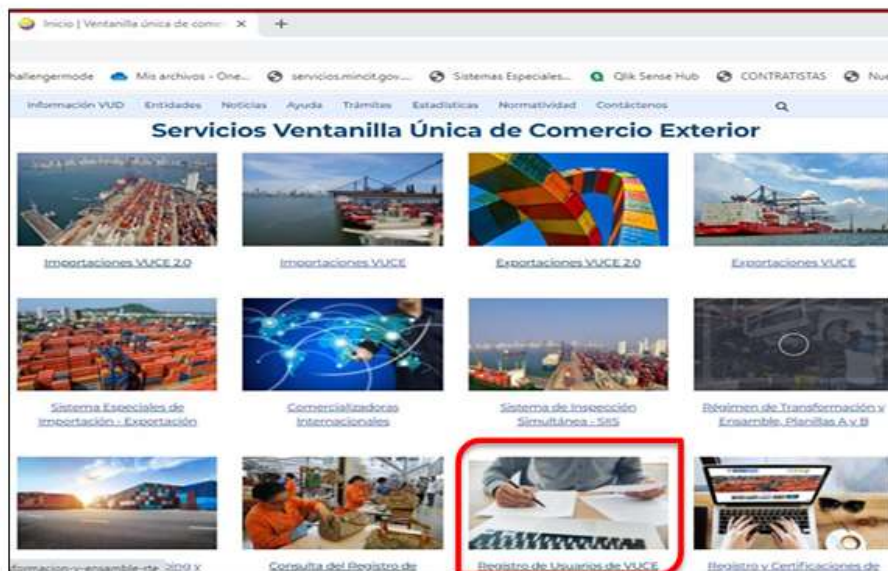 Inicio | Ventanilla única de comer
Mis archivos - One...
servicios.mincit.gov....
Sistemas Especiales...
Qlik Sense Hub
CONTRATISTAS
Información VUD Entidades Noticias Ayuda Trámites Estadísticas Normatividad Contáctenos
Servicios Ventanilla Única de Comercio Exterior
Importaciones VUCE 2.0
Importaciones VUCE
Exportaciones VUCE 2.0
Exportaciones VUCE
Sistema Especiales de
Importación - Exportación
Comercializadoras
Internacionales
Sistema de Inspección
Simultánea - SIIS
Régimen de Transformación y
Ensamble, Planillas A y B
Consulta del Registro de
Registro de Usuarios de VUCE
Registro y Certificaciones de